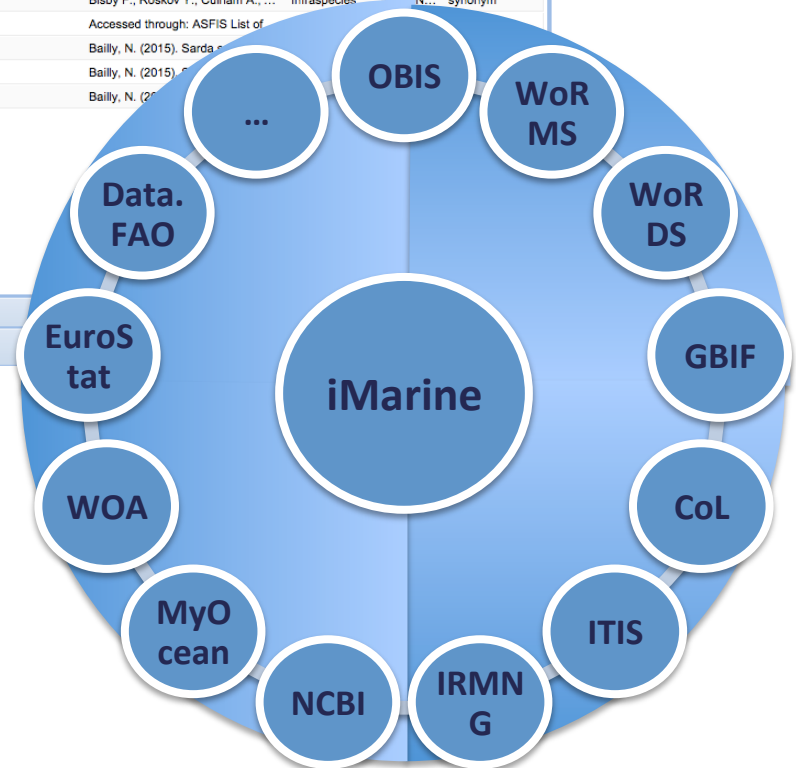 Bisby F., Roskov Y., Culham A., ... Infraspecies N... synonym
Accessed through: ASFIS List of
Bailly, N. (2015). Sarda
Bailly, N. (2015).
Bailly, N.
OBIS
WoR
MS
WoR
DS
GBIF
CoL
ITIS
IRMN
G
NCBI
MyO
cean
WOA
EuroS
tat
Data.
FAO
...
iMarine